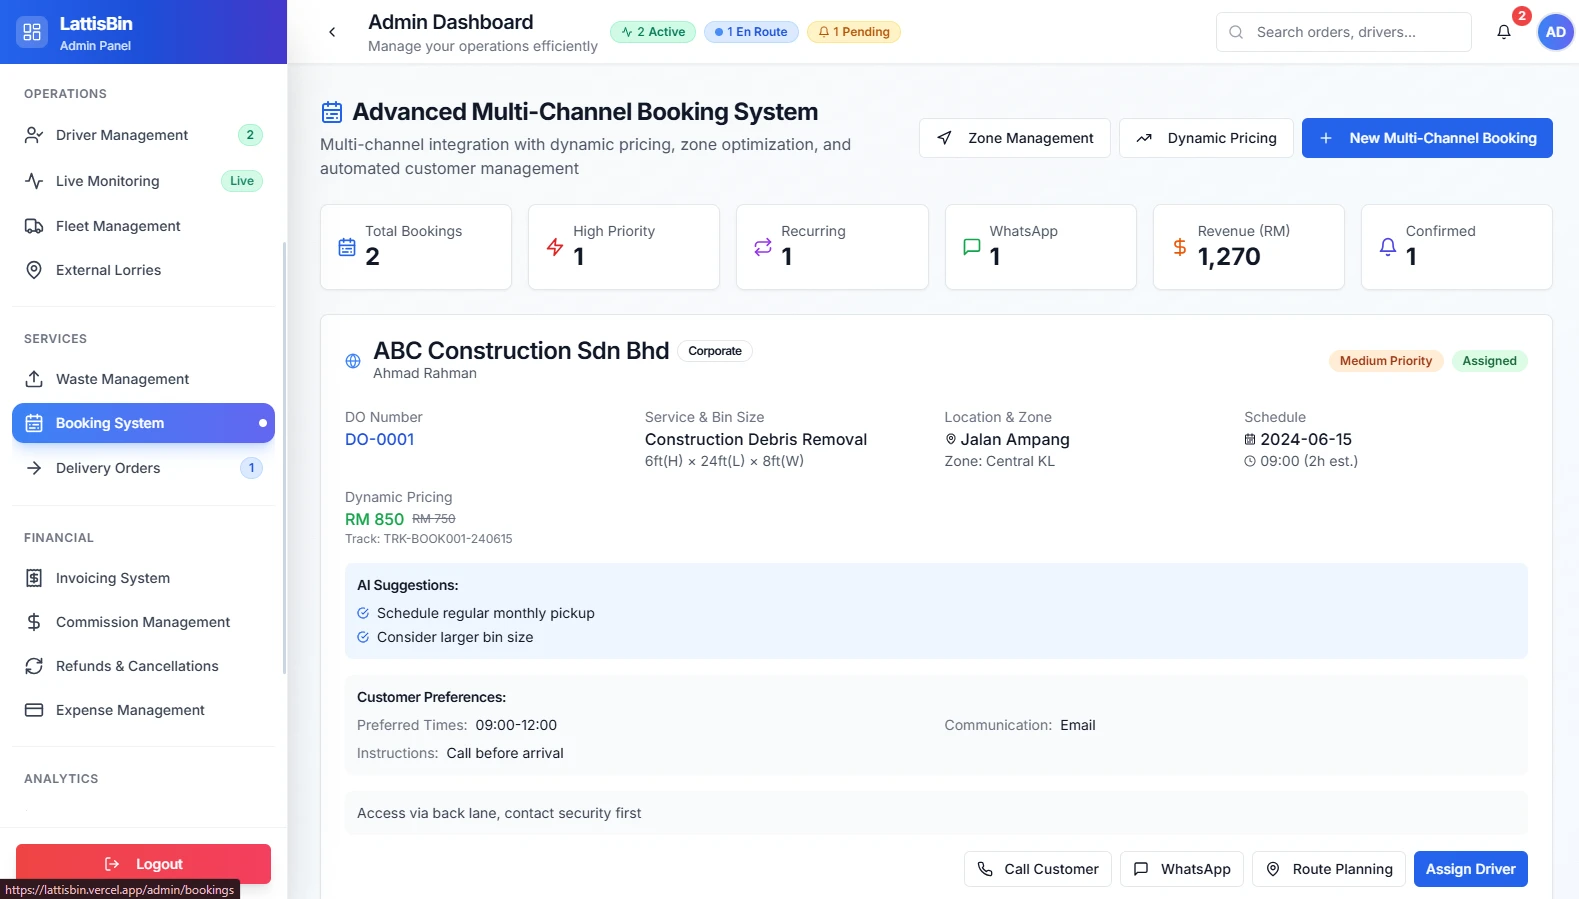 LattisBin
Admin Panel
OPERATIONS
Driver Management
2
Live Monitoring
Live
Fleet Management
External Lorries
SERVICES
Waste Management
Booking System
Delivery Orders
1
FINANCIAL
Invoicing System
Commission Management
Refunds & Cancellations
Expense Management
ANALYTICS
Logout
https://lattisbin.vercel.app/admin/bookings
Admin Dashboard
Manage your operations efficiently
2 Active
1 En Route
1 Pending
Search orders, drivers...
2
AD
Advanced Multi-Channel Booking System
Multi-channel integration with dynamic pricing, zone optimization, and
automated customer management
Zone Management
Dynamic Pricing
New Multi-Channel Booking
Total Bookings
2
High Priority
1
Recurring
1
WhatsApp
1
Revenue (RM)
1,270
Confirmed
1
ABC Construction Sdn Bhd
Corporate
Ahmad Rahman
Medium Priority
Assigned
DO Number
DO-0001
Service & Bin Size
Construction Debris Removal
6ft(H) × 24ft(L) × 8ft(W)
Location & Zone
Jalan Ampang
Zone: Central KL
Schedule
2024-06-15
09:00 (2h est.)
Dynamic Pricing
RM 850 RM 750
Track: TRK-BOOK001-240615
AI Suggestions:
Schedule regular monthly pickup
Consider larger bin size
Customer Preferences:
Preferred Times: 09:00-12:00
Communication: Email
Instructions: Call before arrival
Access via back lane, contact security first
Call Customer
WhatsApp
Route Planning
Assign Driver